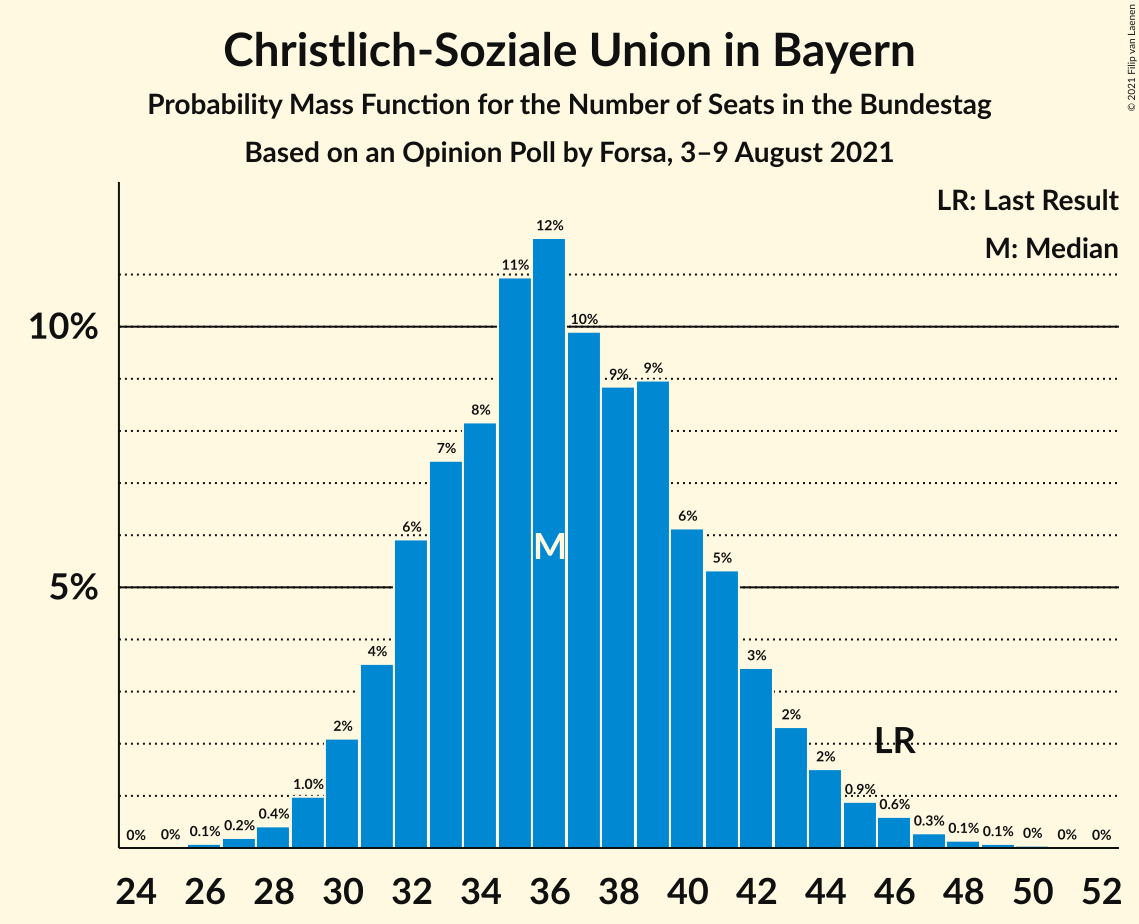 Christlich-Soziale Union in Bayern
Probability Mass Function for the Number of Seats in the Bundestag
Based on an Opinion Poll by Forsa, 3–9 August 2021
© 2021 Filip van Laenen
LR: Last Result
M: Median
10%
5%
0% 0% 0.1% 0.2% 0.4% 1.0% 2% 4% 6% 7% 8% 11% 12% 10% 9% 9% 6% 5% 3% 2% 2% 0.9% 0.6% 0.3% 0.1% 0.1% 0% 0% 0%
M
LR
24 26 28 30 32 34 36 38 40 42 44 46 48 50 52